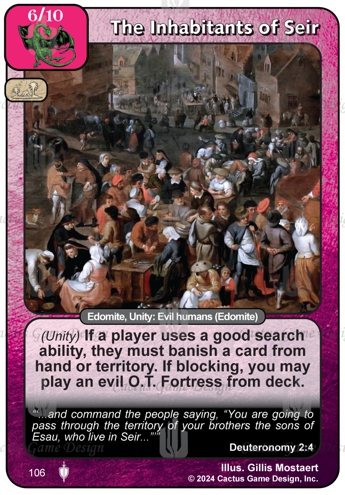 6/10
The Inhabitants of Seir
Edomite, Unity: Evil humans (Edomite)
(Unity) If a player uses a good search
ability, they must banish a card from
hand or territory. If blocking, you may
play an evil O.T. Fortress from deck.
"...and command the people saying, "You are going to
pass through the territory of your brothers the sons of
Esau, who live in Seir...""
Deuteronomy 2:4
106
Illus. Gillis Mostaert
© 2024 Cactus Game Design, Inc.